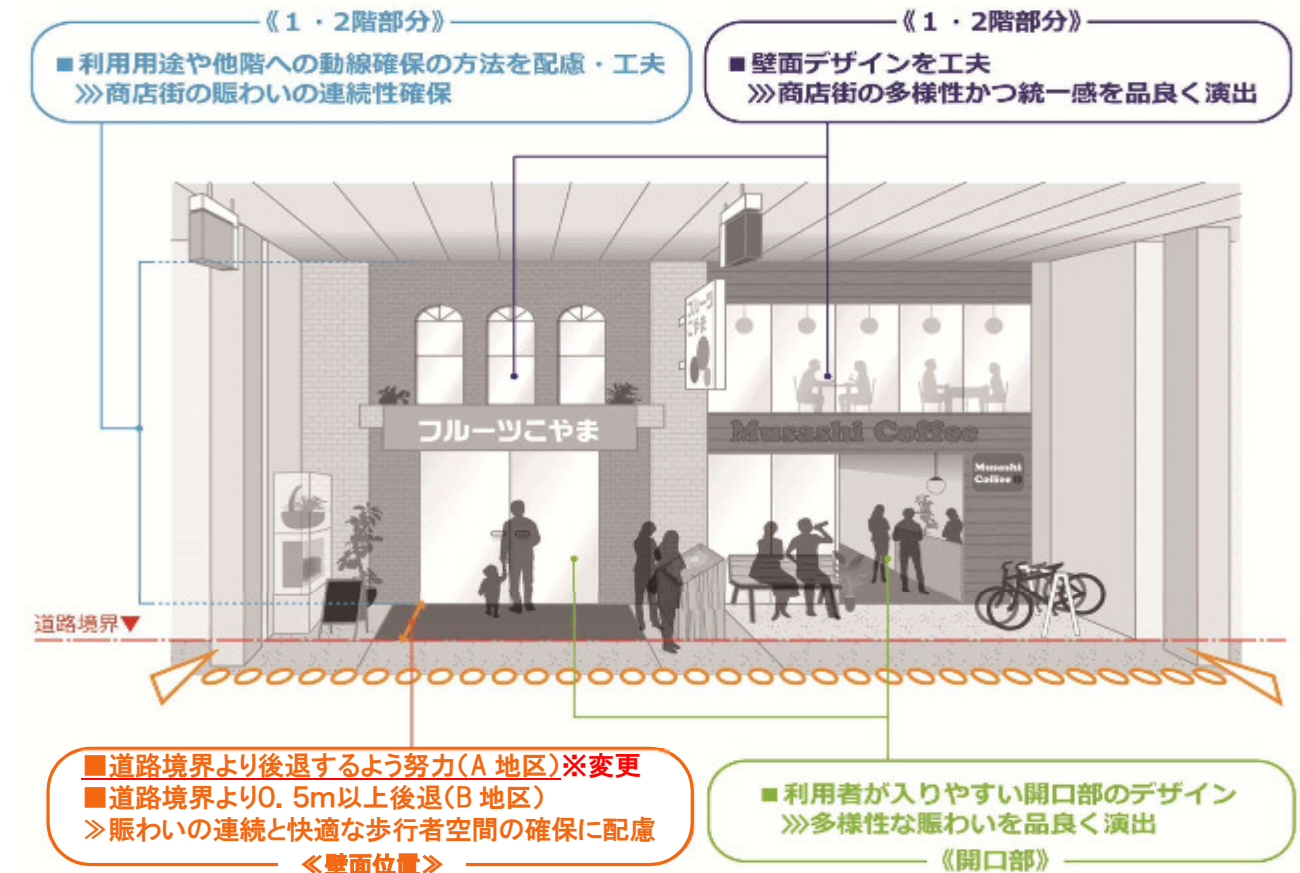 《1・2階部分》
■利用用途や他階への動線確保の方法を配慮・工夫
⋙商店街の賑わいの連続性確保
《1・2階部分》
■壁面デザインを工夫
⋙商店街の多様性かつ統一感を品良く演出
フルーツ
こやま
フルーツこやま
Musashi Coffee
Musashi
Coffee
道路境界▼
■道路境界より後退するよう努力(A地区)※変更
■道路境界より0.5m以上後退(B地区)
≫賑わいの連続と快適な歩行者空間の確保に配慮
≪壁面位置≫
■利用者が入りやすい開口部のデザイン
⋙多様性な賑わいを品良く演出
《開口部》